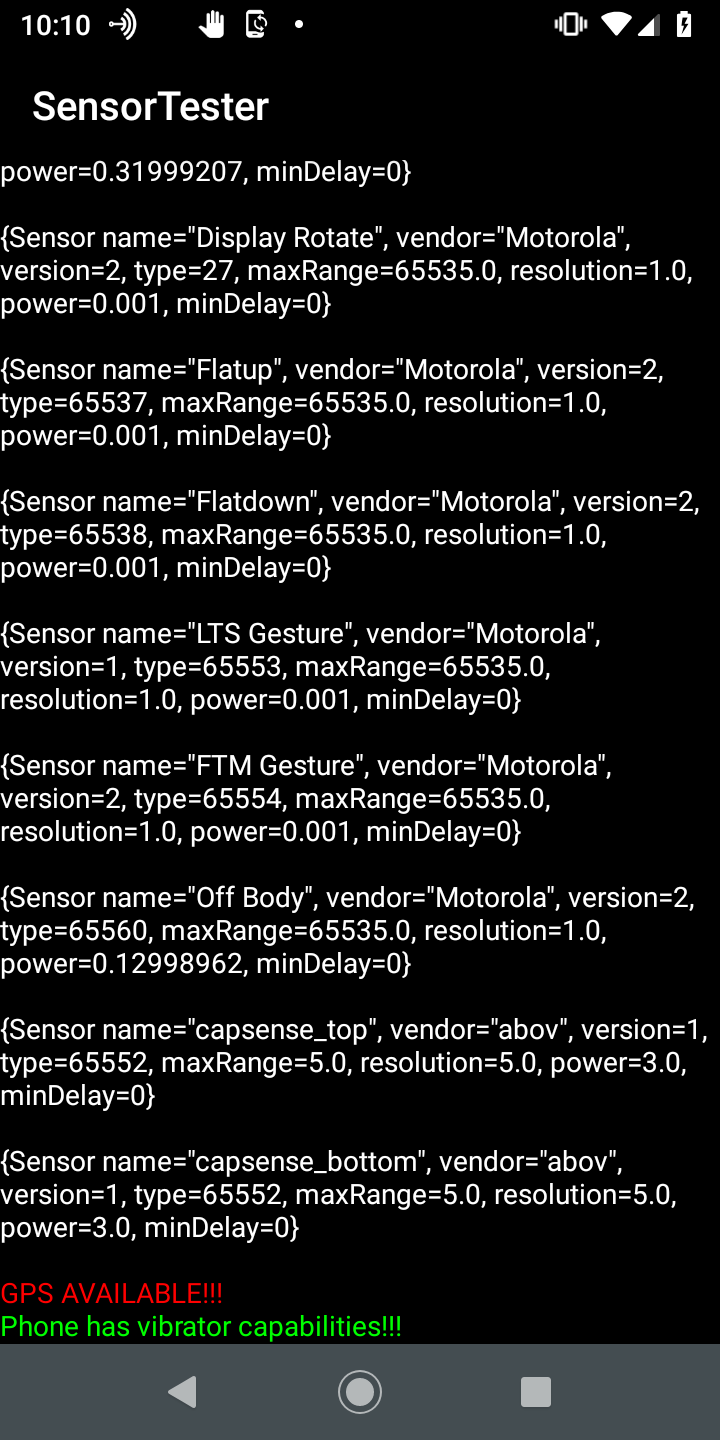 10:10
SensorTester
power=0.31999207, minDelay=0}
{Sensor name="Display Rotate", vendor="Motorola",
version=2, type=27, maxRange=65535.0, resolution=1.0,
power=0.001, minDelay=0}
{Sensor name="Flatup", vendor="Motorola", version=2,
type=65537, maxRange=65535.0, resolution=1.0,
power=0.001, minDelay=0}
{Sensor name="Flatdown", vendor="Motorola", version=2,
type=65538, maxRange=65535.0, resolution=1.0,
power=0.001, minDelay=0}
{Sensor name="LTS Gesture", vendor="Motorola",
version=1, type=65553, maxRange=65535.0,
resolution=1.0, power=0.001, minDelay=0}
{Sensor name="FTM Gesture", vendor="Motorola",
version=2, type=65554, maxRange=65535.0,
resolution=1.0, power=0.001, minDelay=0}
{Sensor name="Off Body", vendor="Motorola", version=2,
type=65560, maxRange=65535.0, resolution=1.0,
power=0.12998962, minDelay=0}
{Sensor name="capsense_top", vendor="abov", version=1,
type=65552, maxRange=5.0, resolution=5.0, power=3.0,
minDelay=0}
{Sensor name="capsense_bottom", vendor="abov",
version=1, type=65552, maxRange=5.0, resolution=5.0,
power=3.0, minDelay=0}
GPS AVAILABLE!!!
Phone has vibrator capabilities!!!